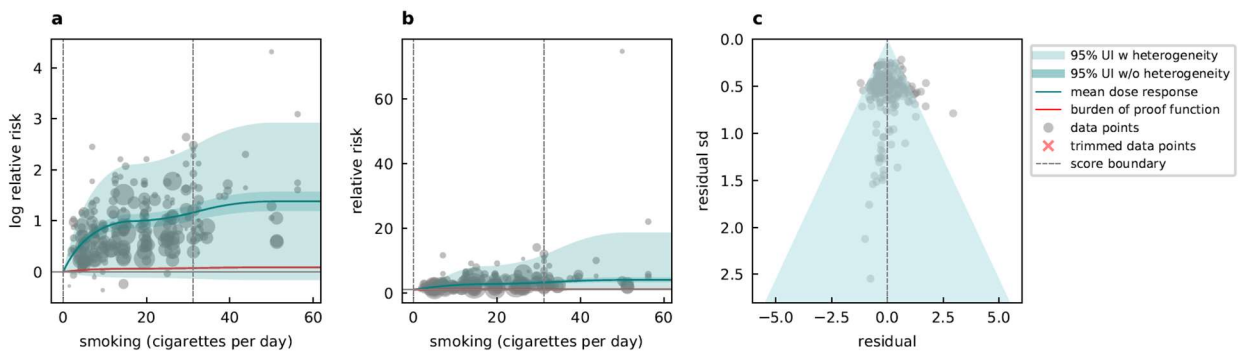 a
b
c
4
3
2
1
0
log relative risk
0
20
40
60
smoking (cigarettes per day)
60
40
20
0
relative risk
0
20
40
60
smoking (cigarettes per day)
0.0
0.5
1.0
1.5
2.0
2.5
residual sd
−5.0
−2.5
0.0
2.5
5.0
residual
95% UI w heterogeneity
95% UI w/o heterogeneity
mean dose response
burden of proof function
data points
trimmed data points
score boundary